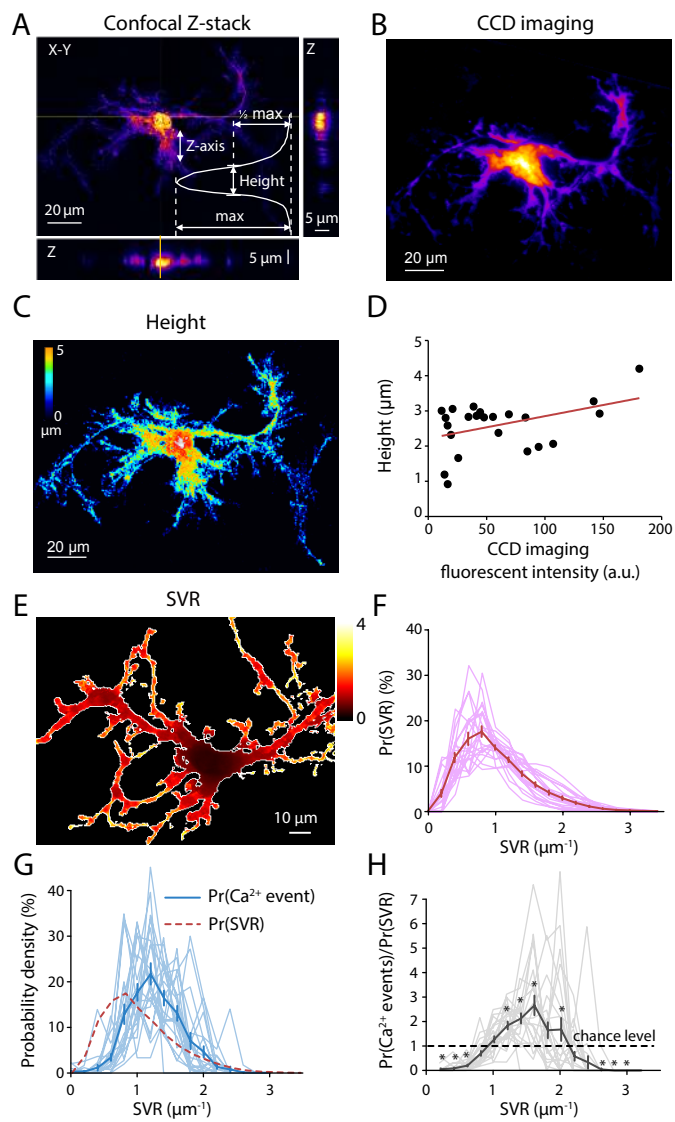 A
Confocal Z-stack
X-Y
½ max
Z-axis
Height
max
20 µm
Z
5 µm
Z
5 µm
B
CCD imaging
20 µm
C
Height
5
0
µm
20 µm
D
Height (µm)
5
4
3
2
1
0
0 50 100 150 200
CCD imaging
fluorescent intensity (a.u.)
E
SVR
4
0
10 µm
F
Pr(SVR) (%)
40
30
20
10
0
0 1 2 3
SVR (µm⁻¹)
G
Probability density (%)
40
30
20
10
0
Pr(Ca²⁺ event)
Pr(SVR)
0 1 2 3
SVR (µm⁻¹)
H
Pr(Ca²⁺ events)/Pr(SVR)
7
6
5
4
3
2
1
0
*
* *
*
chance level
* * *
* * *
0 1 2 3
SVR (µm⁻¹)